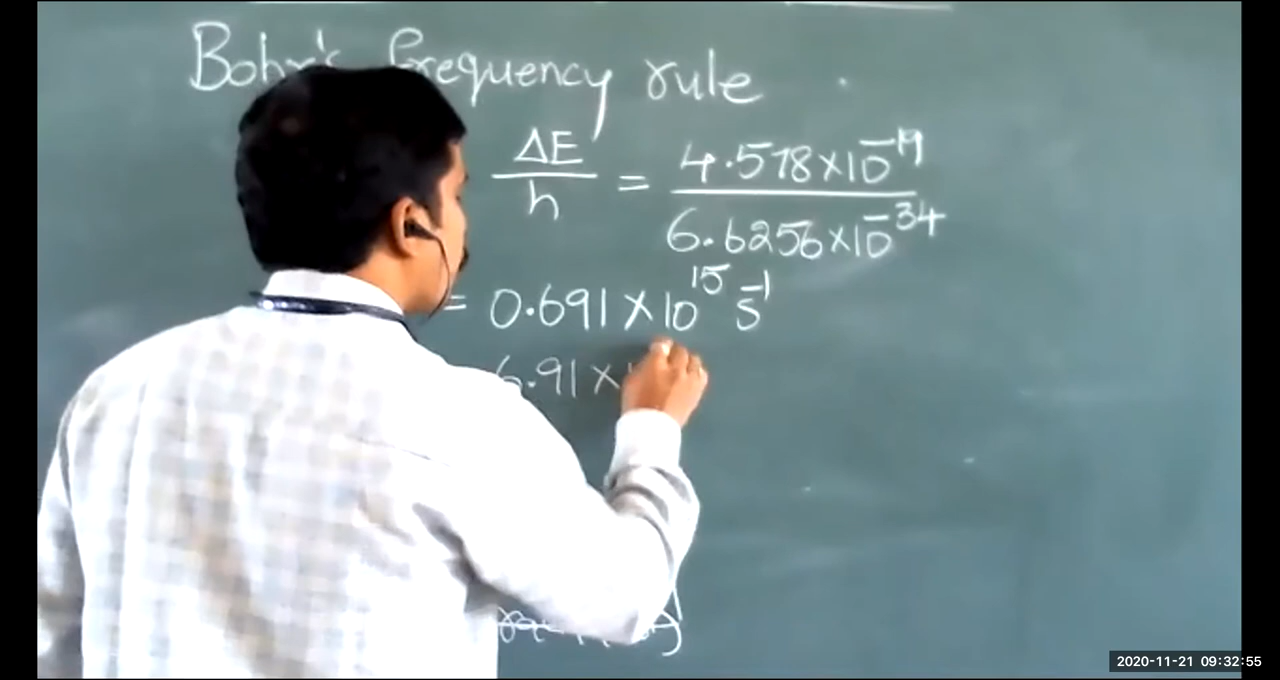 Bohr's frequency rule
ΔE/h = 4.578×10⁻¹⁹/6.6256×10⁻³⁴
= 0.691×10¹⁵ s⁻¹
6.91×
2020-11-21 09:32:55